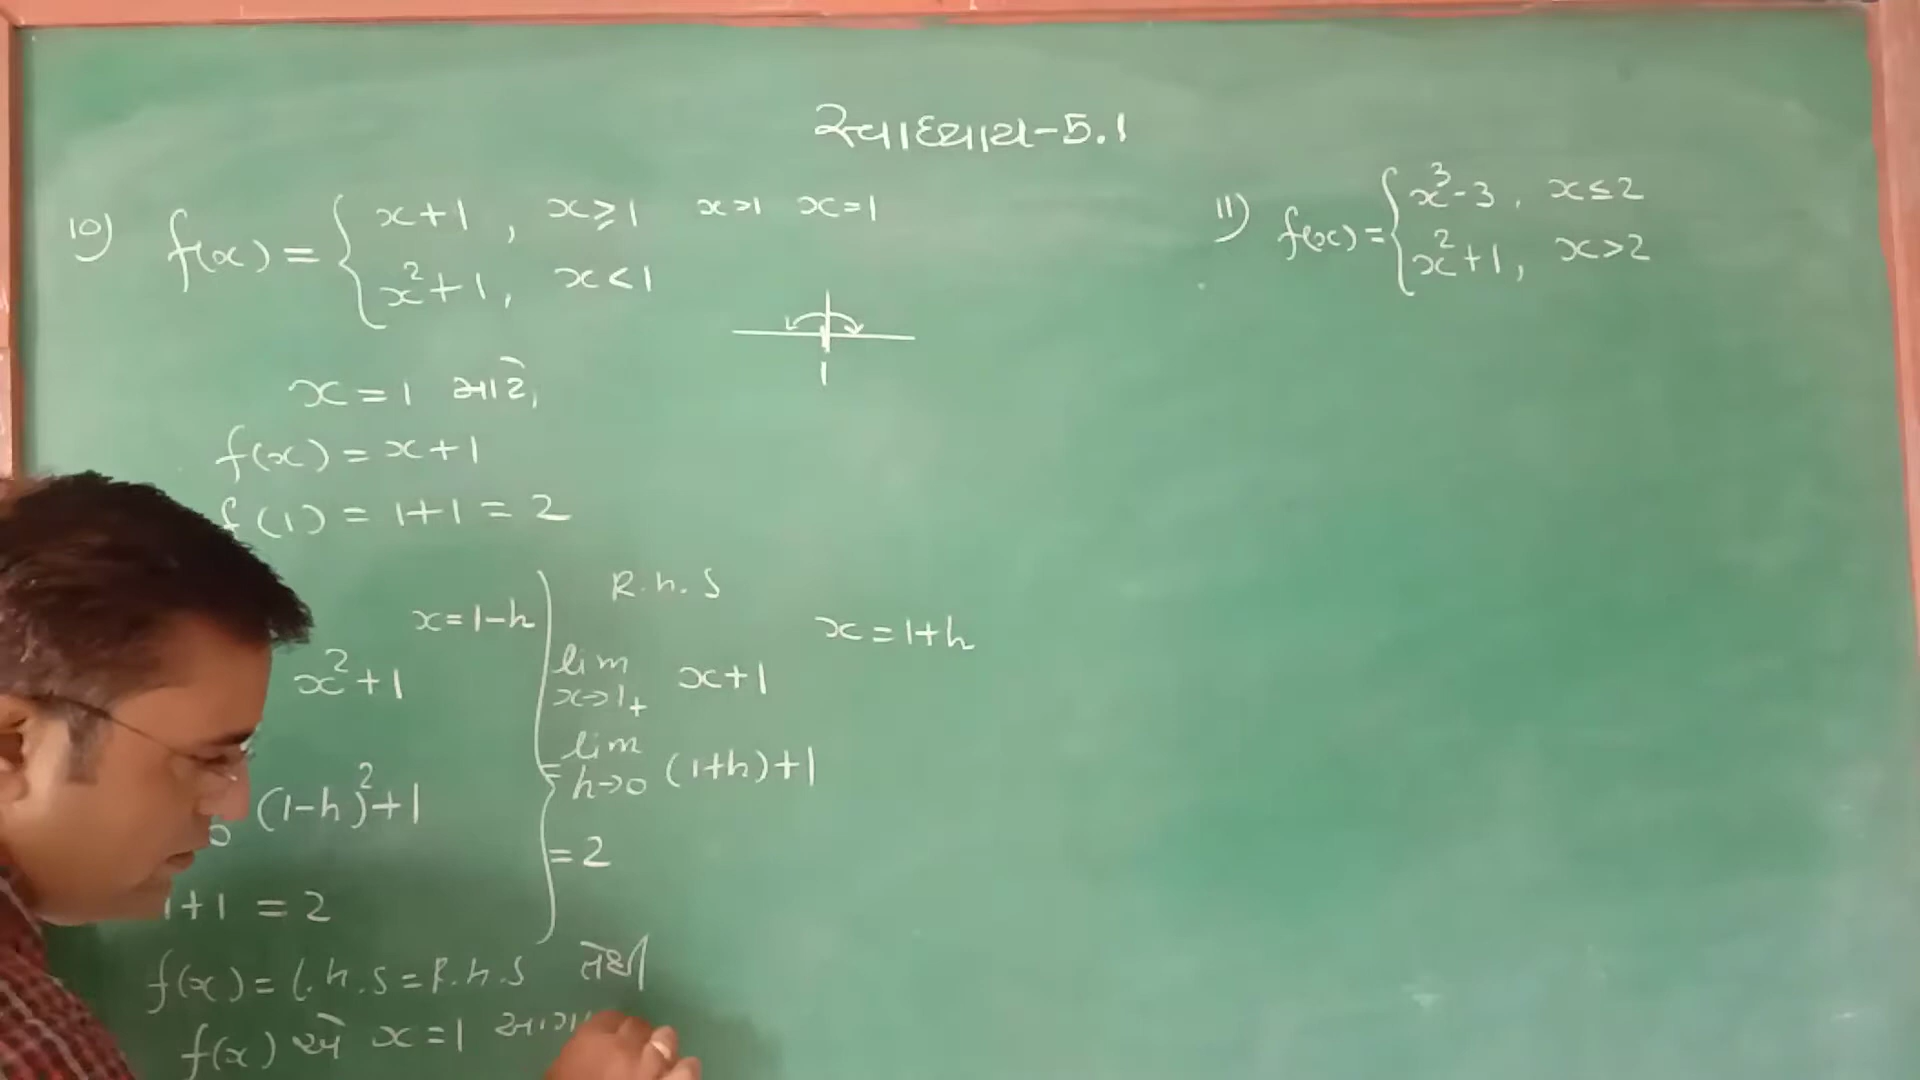 સ્વાધ્યાય-5.1
10) f(x) = { x+1 , x≥1 x>1 x=1
x²+1, x<1
1
x=1 માટે,
f(x) = x+1
f(1) = 1+1 = 2
x=1-h
x²+1
(1-h)²+1
1+1 = 2
R.h.S
x=1+h
lim x→1+ x+1
= lim h→0 (1+h)+1
=2
f(x) = L.h.S = R.h.S તેથી
f(x) એ x=1
11) f(x) = { x³-3, x≤2
x²+1, x>2